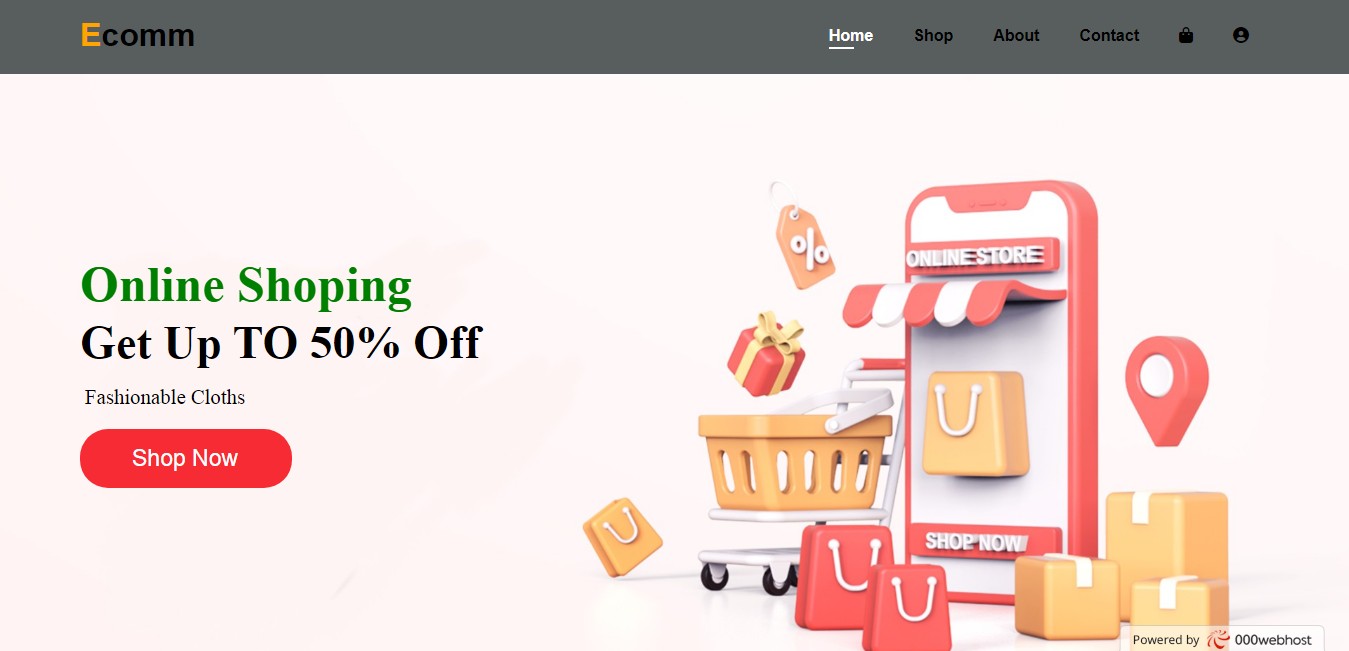 Ecomm
Home Shop About Contact
%
ONLINE STORE
Online Shoping
Get Up TO 50% Off
Fashionable Cloths
Shop Now
SHOP NOW
Powered by 000webhost